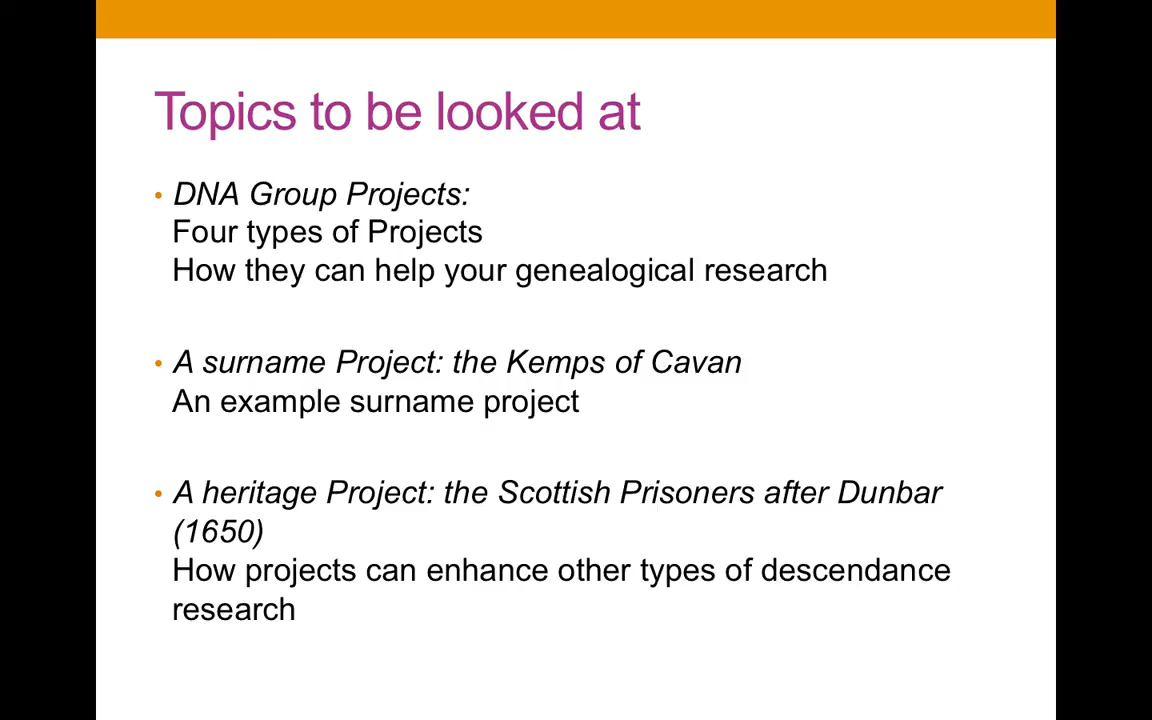 Topics to be looked at
• DNA Group Projects:
Four types of Projects
How they can help your genealogical research
• A surname Project: the Kemps of Cavan
An example surname project
• A heritage Project: the Scottish Prisoners after Dunbar
(1650)
How projects can enhance other types of descendance
research